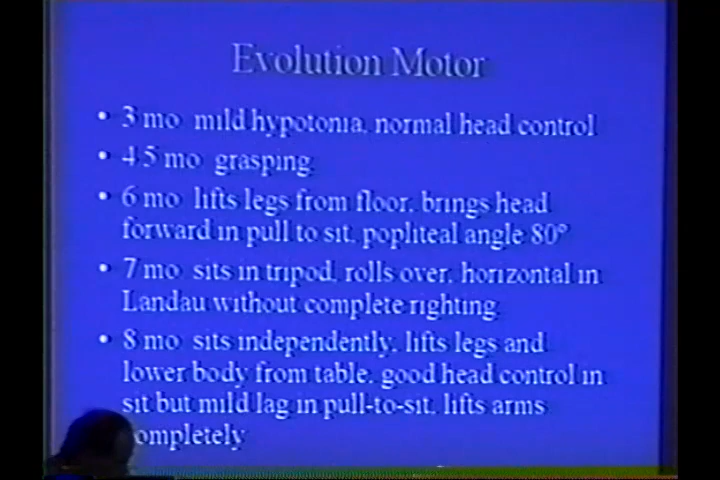 Evolution Motor
• 3 mo mild hypotonia, normal head control
• 4.5 mo grasping
• 6 mo lifts legs from floor, brings head
forward in pull to sit, popliteal angle 80°
• 7 mo sits in tripod, rolls over, horizontal in
Landau without complete righting
• 8 mo sits independently, lifts legs and
lower body from table, good head control in
sit but mild lag in pull-to-sit, lifts arms
ompletely